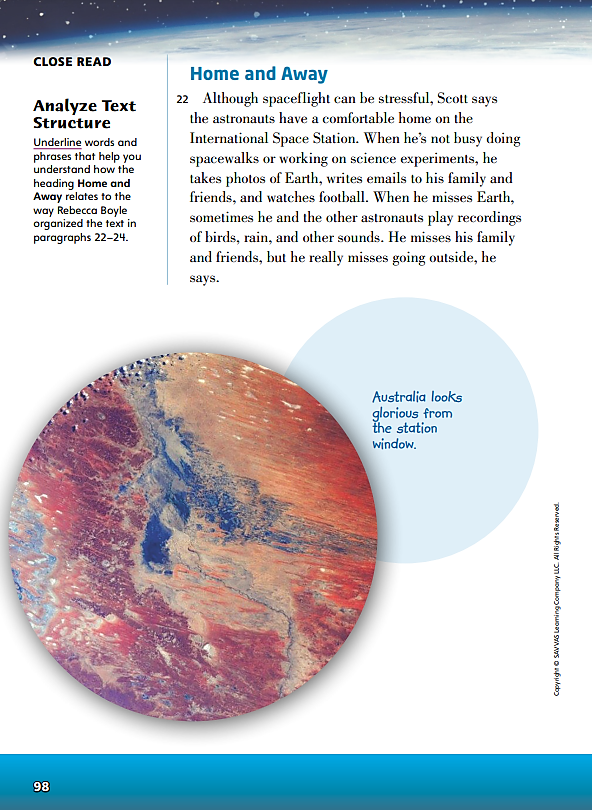 CLOSE READ
Analyze Text
Structure
Underline words and
phrases that help you
understand how the
heading Home and
Away relates to the
way Rebecca Boyle
organized the text in
paragraphs 22–24.
Home and Away
22 Although spaceflight can be stressful, Scott says
the astronauts have a comfortable home on the
International Space Station. When he’s not busy doing
spacewalks or working on science experiments, he
takes photos of Earth, writes emails to his family and
friends, and watches football. When he misses Earth,
sometimes he and the other astronauts play recordings
of birds, rain, and other sounds. He misses his family
and friends, but he really misses going outside, he
says.
Australia looks
glorious from
the station
window.
Copyright © SAVVAS Learning Company LLC. All Rights Reserved.
98